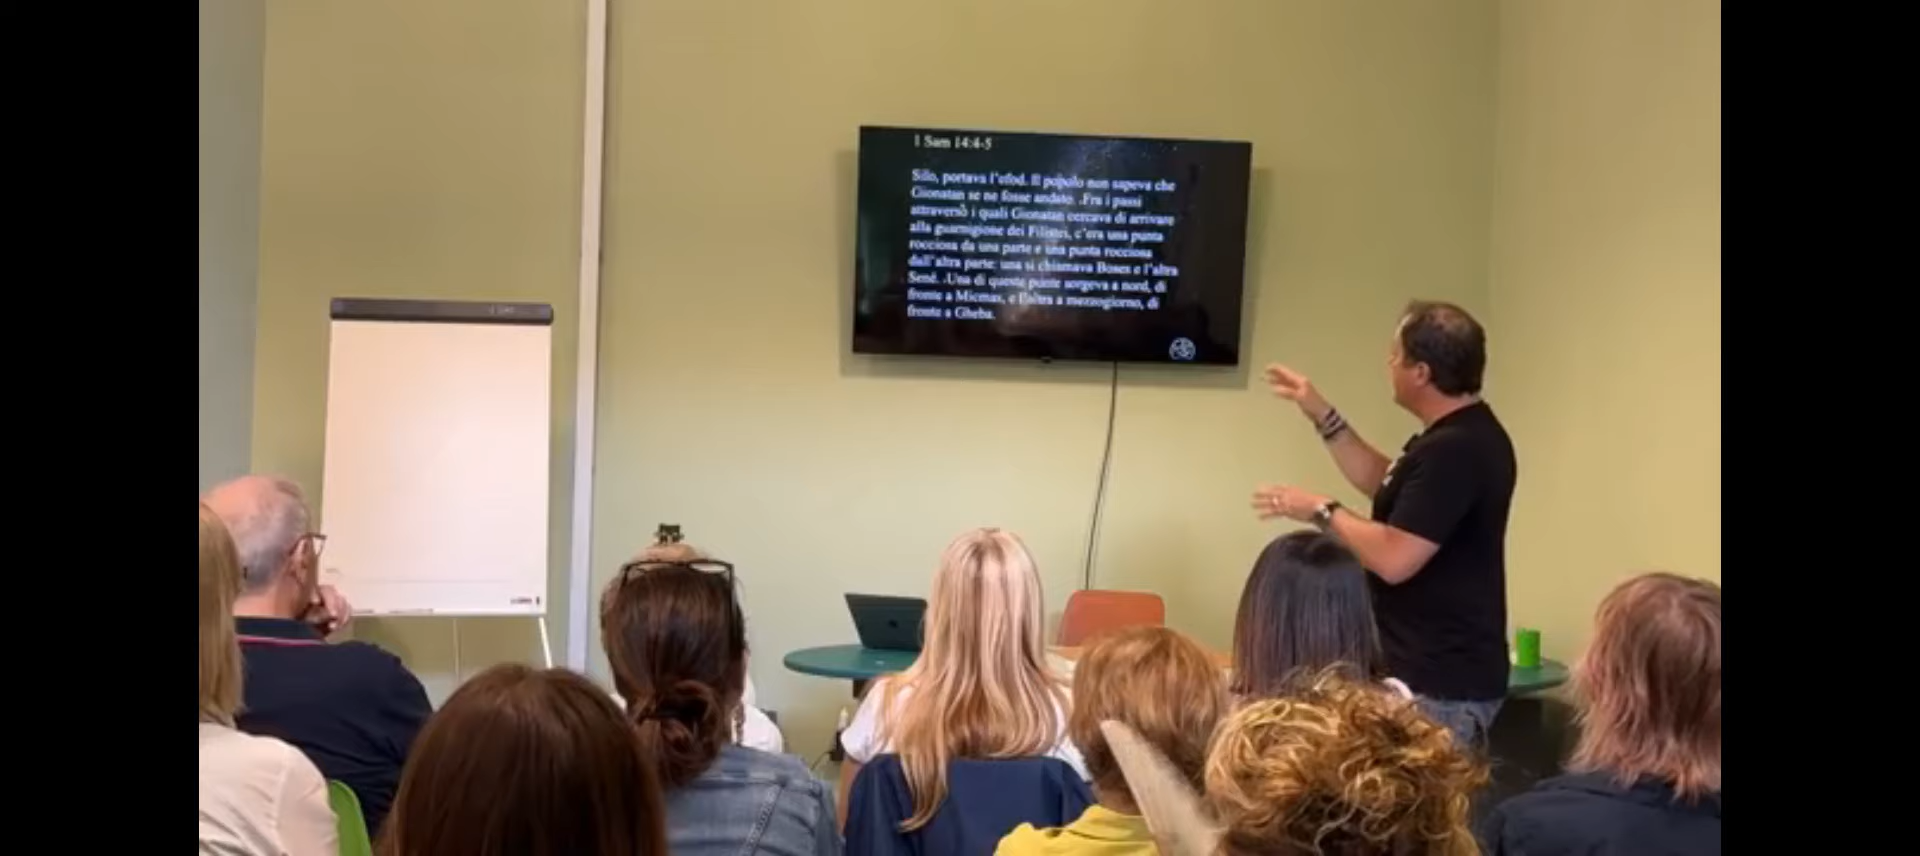 1 Sam 14:4-5
Silo, portava l'efod. Il popolo non sapeva che
Gionatan se ne fosse andato. .Fra i passi
attraverso i quali Gionatan cercava di arrivare
alla guarnigione dei Filistei, c'era una punta
rocciosa da una parte e una punta rocciosa
dall'altra parte: una si chiamava Boses e l'altra
Sené. .Una di queste punte sorgeva a nord, di
fronte a Micmas, e l'altra a mezzogiorno, di
fronte a Gheba.